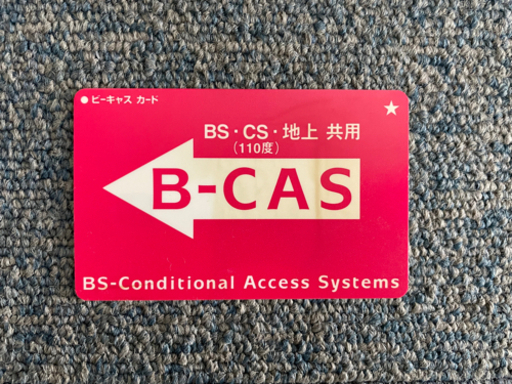 ● ビーキャス カード
★
BS・CS・地上 共用
(110度)
B-CAS
BS-Conditional Access Systems